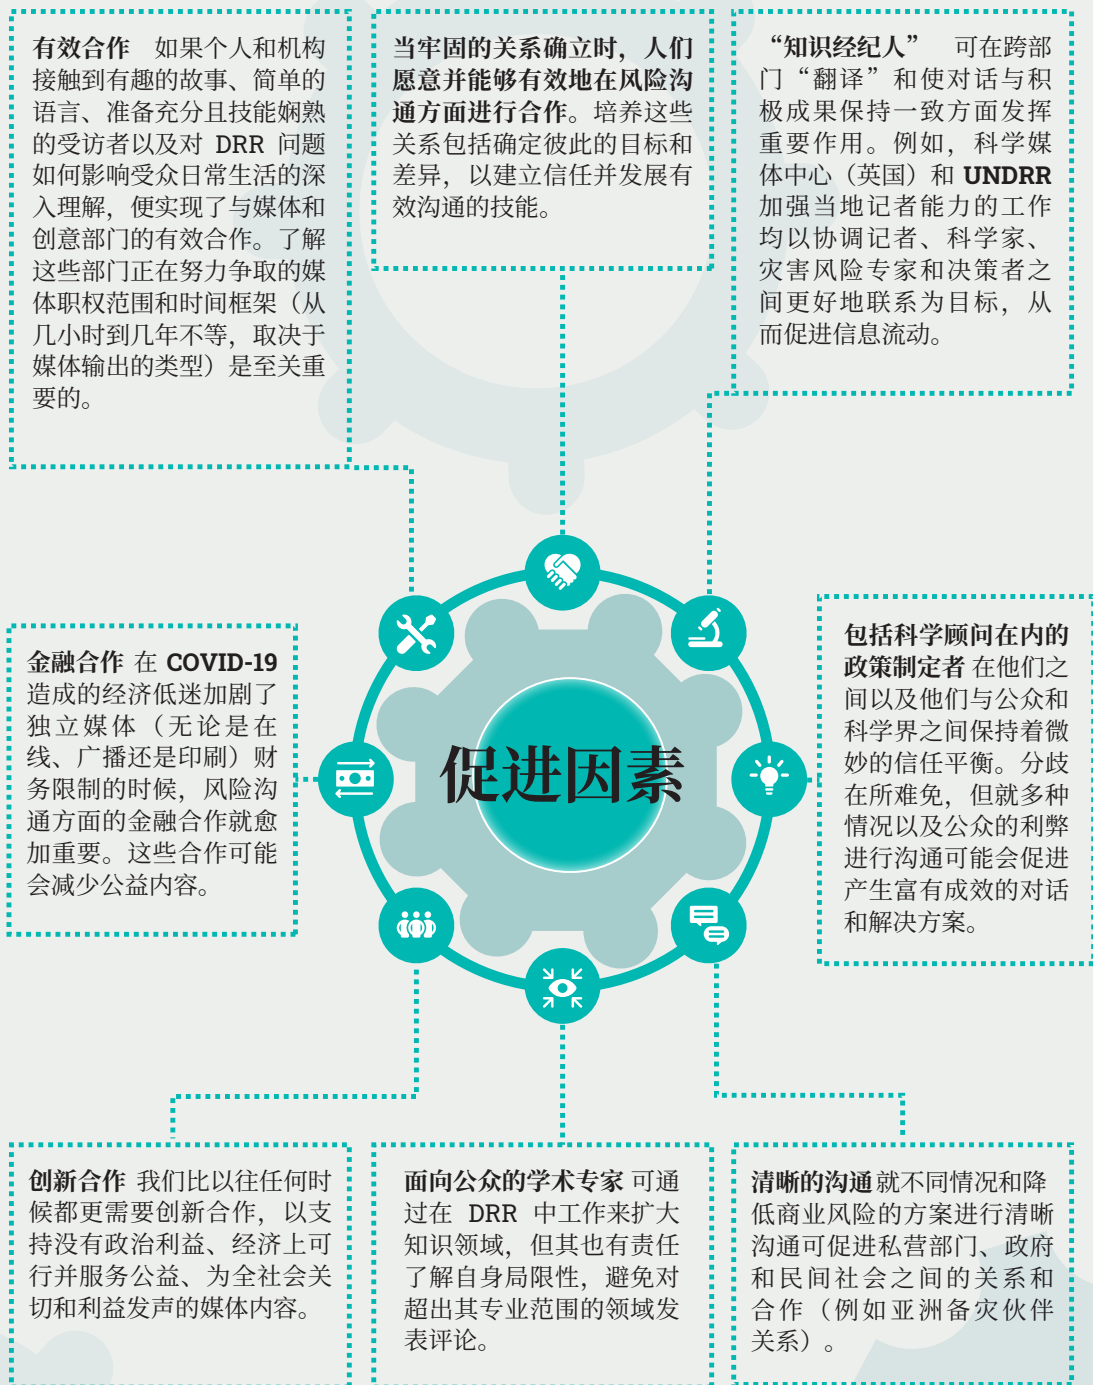 有效合作 如果个人和机构
接触到有趣的故事、简单的
语言、准备充分且技能娴熟
的受访者以及对 DRR 问题
如何影响受众日常生活的深
入理解，便实现了与媒体和
创意部门的有效合作。了解
这些部门正在努力争取的媒
体职权范围和时间框架（从
几小时到几年不等，取决于
媒体输出的类型）是至关重
要的。
当牢固的关系确立时，人们
愿意并能够有效地在风险沟
通方面进行合作。培养这些
关系包括确定彼此的目标和
差异，以建立信任并发展有
效沟通的技能。
“知识经纪人” 可在跨部
门“翻译”和使对话与积
极成果保持一致方面发挥
重要作用。例如，科学媒
体中心（英国）和 UNDRR
加强当地记者能力的工作
均以协调记者、科学家、
灾害风险专家和决策者之
间更好地联系为目标，从
而促进信息流动。
金融合作 在 COVID-19
造成的经济低迷加剧了
独立媒体（无论是在
线、广播还是印刷）财
务限制的时候，风险沟
通方面的金融合作就愈
加重要。这些合作可能
会减少公益内容。
促进因素
包括科学顾问在内的
政策制定者 在他们之
间以及他们与公众和
科学界之间保持着微
妙的信任平衡。分歧
在所难免，但就多种
情况以及公众的利弊
进行沟通可能会促进
产生富有成效的对话
和解决方案。
创新合作 我们比以往任何时
候都更需要创新合作，以支
持没有政治利益、经济上可
行并服务公益、为全社会关
切和利益发声的媒体内容。
面向公众的学术专家 可通
过在 DRR 中工作来扩大
知识领域，但其也有责任
了解自身局限性，避免对
超出其专业范围的领域发
表评论。
清晰的沟通 就不同情况和降
低商业风险的方案进行清晰
沟通可促进私营部门、政府
和民间社会之间的关系和
合作（例如亚洲备灾伙伴
关系）。